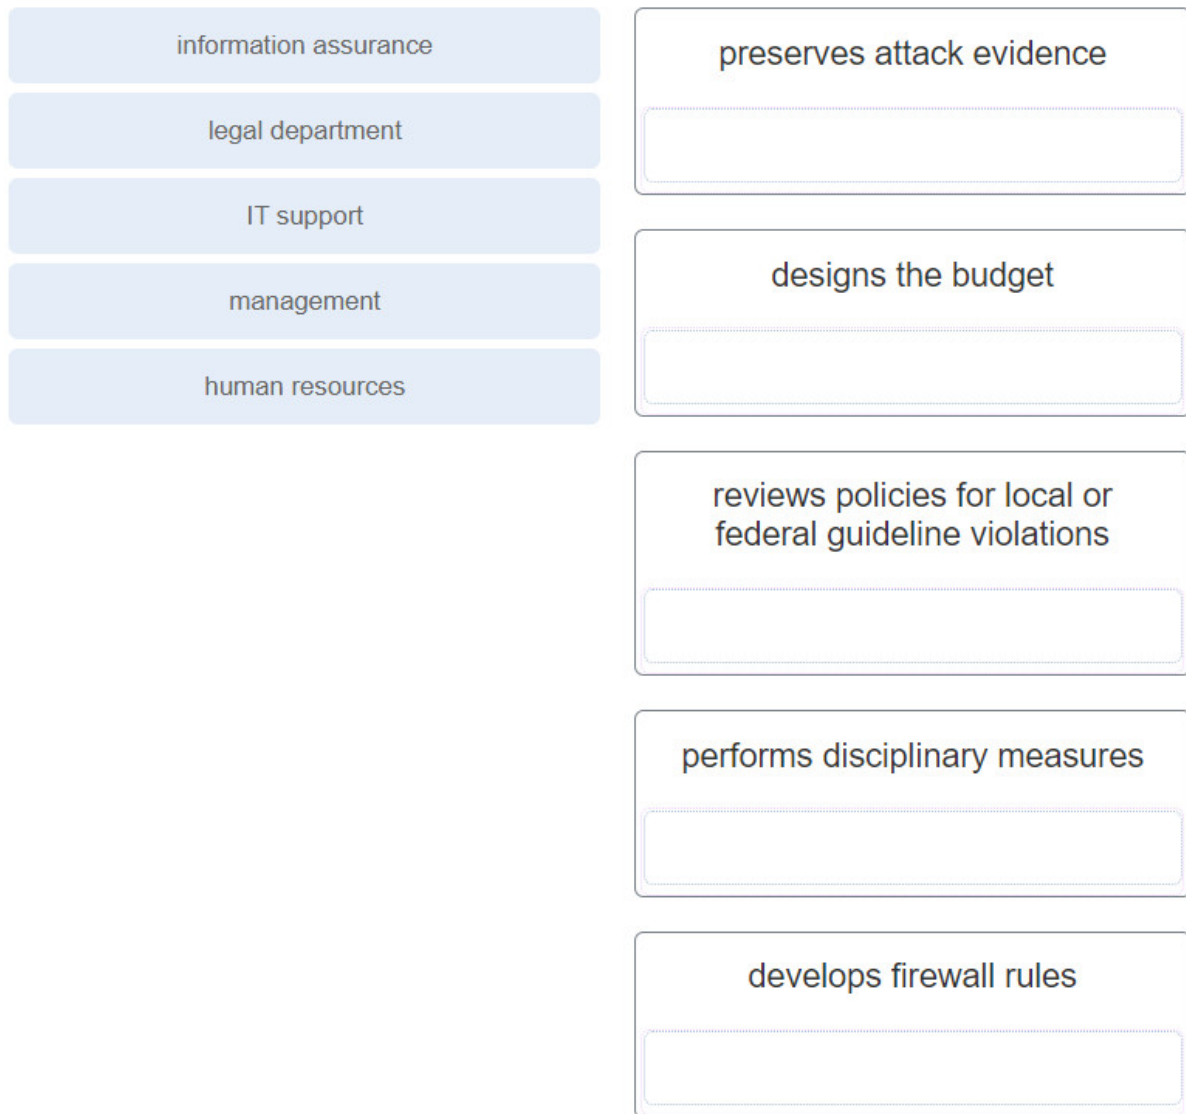 information assurance
legal department
IT support
management
human resources
preserves attack evidence
designs the budget
reviews policies for local or
federal guideline violations
performs disciplinary measures
develops firewall rules